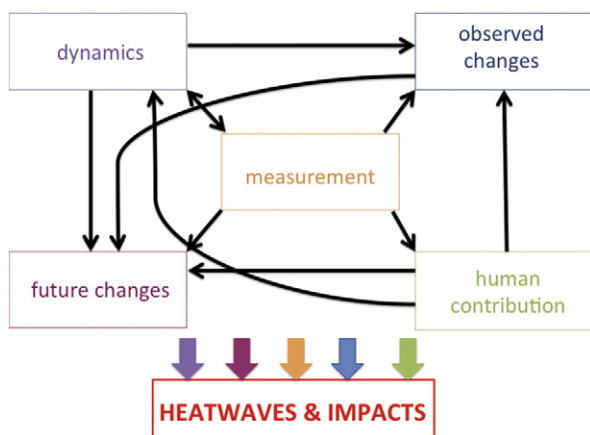 dynamics
observed
changes
measurement
future changes
human
contribution
HEATWAVES & IMPACTS